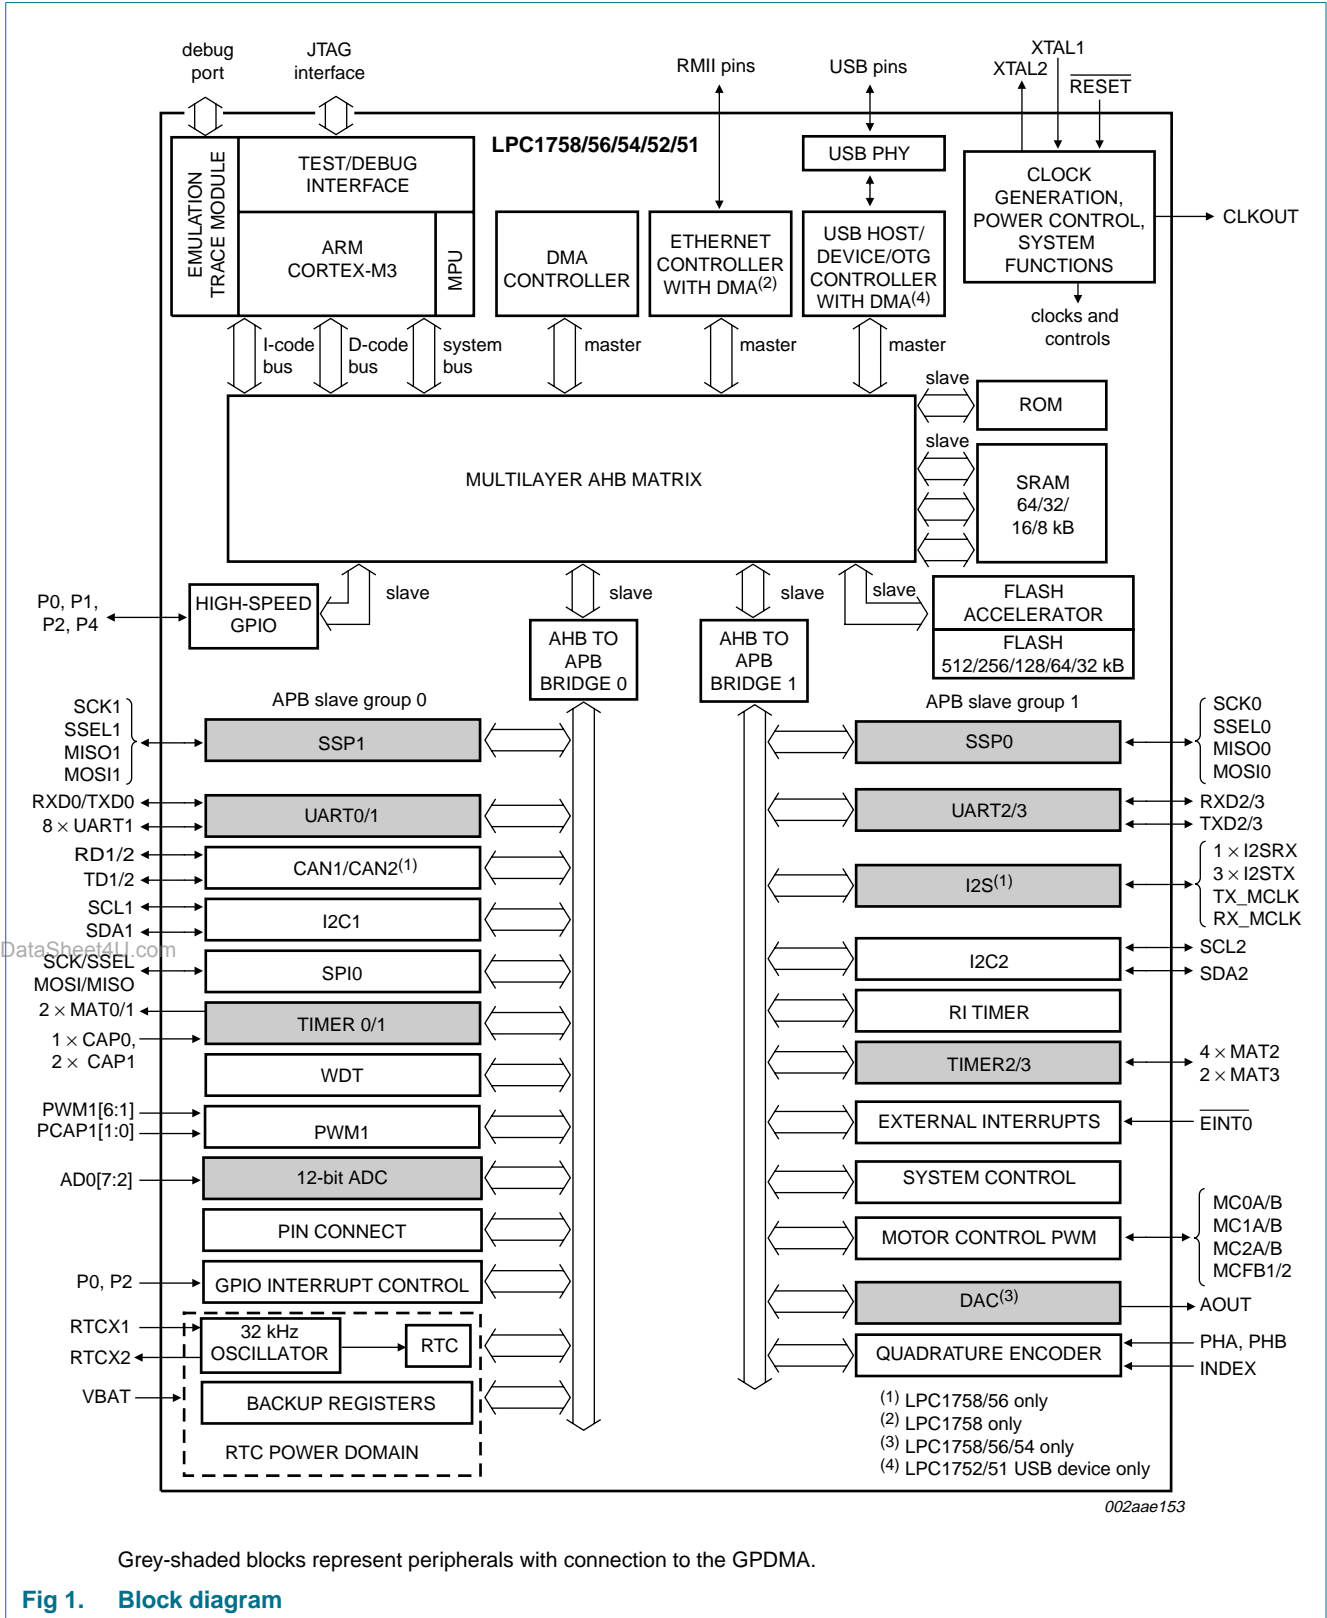 debug
port
JTAG
interface
RMII pins
USB pins
XTAL1
XTAL2
RESET
LPC1758/56/54/52/51
EMULATION
TRACE MODULE
TEST/DEBUG
INTERFACE
ARM
CORTEX-M3
MPU
DMA
CONTROLLER
ETHERNET
CONTROLLER
WITH DMA(2)
USB PHY
USB HOST/
DEVICE/OTG
CONTROLLER
WITH DMA(4)
CLOCK
GENERATION,
POWER CONTROL,
SYSTEM
FUNCTIONS
CLKOUT
clocks and
controls
I-code
bus
D-code
bus
system
bus
master
master
master
MULTILAYER AHB MATRIX
slave
ROM
slave
SRAM
64/32/
16/8 kB
P0, P1,
P2, P4
HIGH-SPEED
GPIO
slave
slave
slave
slave
AHB TO
APB
BRIDGE 0
AHB TO
APB
BRIDGE 1
FLASH
ACCELERATOR
FLASH
512/256/128/64/32 kB
APB slave group 0
SCK1
SSEL1
MISO1
MOSI1
SSP1
RXD0/TXD0
8 × UART1
UART0/1
RD1/2
TD1/2
CAN1/CAN2(1)
SCL1
SDA1
I2C1
DataSheet4U.com
SCK/SSEL
MOSI/MISO
SPI0
2 × MAT0/1
1 × CAP0,
2 × CAP1
TIMER 0/1
WDT
PWM1[6:1]
PCAP1[1:0]
PWM1
AD0[7:2]
12-bit ADC
PIN CONNECT
P0, P2
GPIO INTERRUPT CONTROL
RTCX1
RTCX2
32 kHz
OSCILLATOR
RTC
VBAT
BACKUP REGISTERS
RTC POWER DOMAIN
APB slave group 1
SSP0
SCK0
SSEL0
MISO0
MOSI0
UART2/3
RXD2/3
TXD2/3
I2S(1)
1 × I2SRX
3 × I2STX
TX_MCLK
RX_MCLK
I2C2
SCL2
SDA2
RI TIMER
TIMER2/3
4 × MAT2
2 × MAT3
EXTERNAL INTERRUPTS
EINT0
SYSTEM CONTROL
MOTOR CONTROL PWM
MC0A/B
MC1A/B
MC2A/B
MCFB1/2
DAC(3)
AOUT
QUADRATURE ENCODER
PHA, PHB
INDEX
(1) LPC1758/56 only
(2) LPC1758 only
(3) LPC1758/56/54 only
(4) LPC1752/51 USB device only
002aae153
Grey-shaded blocks represent peripherals with connection to the GPDMA.
Fig 1. Block diagram